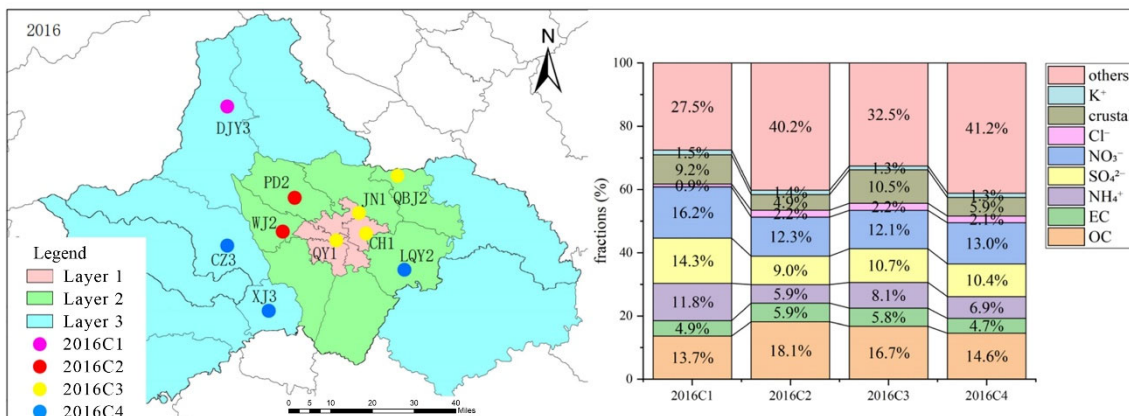 2016
N
DJY3
PD2
JN1
QBJ2
WJ2
QY1
CH1
LQY2
CZ3
XJ3
Legend
Layer 1
Layer 2
Layer 3
2016C1
2016C2
2016C3
2016C4
0 5 10 20 30 40
Miles
fractions (%)
100
80
60
40
20
0
27.5%
1.5%
9.2%
0.9%
16.2%
14.3%
11.8%
4.9%
13.7%
40.2%
1.4%
4.9%
2.2%
12.3%
9.0%
5.9%
5.9%
18.1%
32.5%
1.3%
10.5%
2.2%
12.1%
10.7%
8.1%
5.8%
16.7%
41.2%
1.3%
5.9%
2.1%
13.0%
10.4%
6.9%
4.7%
14.6%
2016C1 2016C2 2016C3 2016C4
others
K⁺
crustal
Cl⁻
NO₃⁻
SO₄²⁻
NH₄⁺
EC
OC